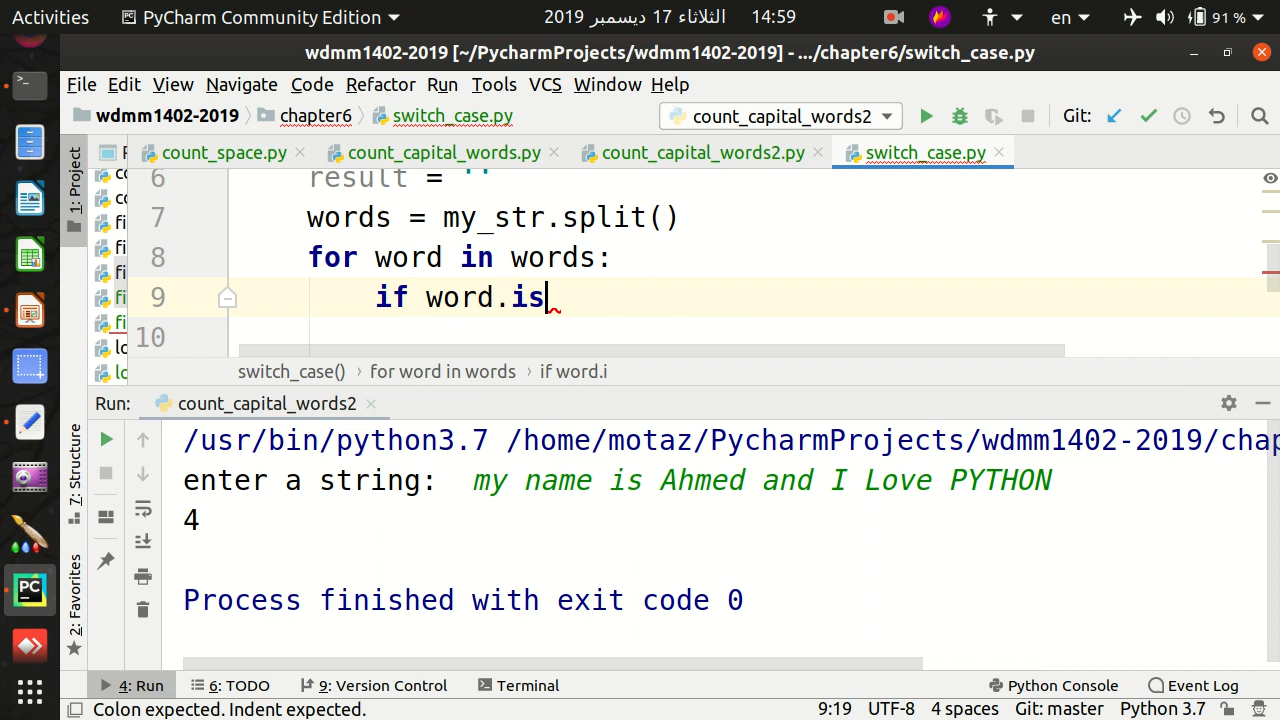 Activities PyCharm Community Edition الثلاثاء 17 ديسمبر 2019 14:59 en 91 %
wdmm1402-2019 [~/PycharmProjects/wdmm1402-2019] - .../chapter6/switch_case.py
File Edit View Navigate Code Refactor Run Tools VCS Window Help
wdmm1402-2019 chapter6 switch_case.py count_capital_words2 Git:
1: Project
count_space.py count_capital_words.py count_capital_words2.py switch_case.py
6 result = ''
7 words = my_str.split()
8 for word in words:
9 if word.is
10
switch_case() › for word in words › if word.i
Run: count_capital_words2
/usr/bin/python3.7 /home/motaz/PycharmProjects/wdmm1402-2019/chap
enter a string: my name is Ahmed and I Love PYTHON
4
Process finished with exit code 0
7: Structure
2: Favorites
4: Run 6: TODO 9: Version Control Terminal Python Console Event Log
Colon expected. Indent expected. 9:19 UTF-8 4 spaces Git: master Python 3.7